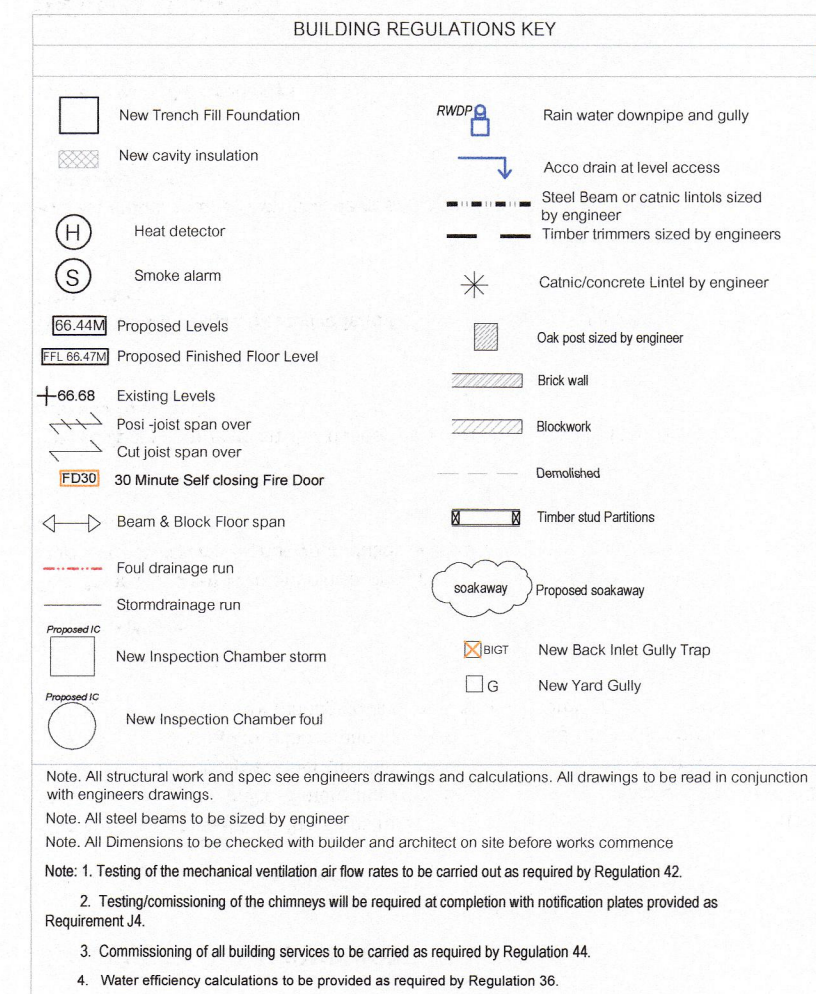 BUILDING REGULATIONS KEY
New Trench Fill Foundation
New cavity insulation
H Heat detector
S Smoke alarm
66.44M Proposed Levels
FFL 66.47M Proposed Finished Floor Level
66.68 Existing Levels
Posi -joist span over
Cut joist span over
FD30 30 Minute Self closing Fire Door
Beam & Block Floor span
Foul drainage run
Stormdrainage run
Proposed IC
New Inspection Chamber storm
Proposed IC
New Inspection Chamber foul
RWDP Rain water downpipe and gully
Acco drain at level access
Steel Beam or catnic lintols sized
by engineer
Timber trimmers sized by engineers
Catnic/concrete Lintel by engineer
Oak post sized by engineer
Brick wall
Blockwork
Demolished
Timber stud Partitions
soakaway Proposed soakaway
BIGT New Back Inlet Gully Trap
G New Yard Gully
Note. All structural work and spec see engineers drawings and calculations. All drawings to be read in conjunction
with engineers drawings.
Note. All steel beams to be sized by engineer
Note. All Dimensions to be checked with builder and architect on site before works commence
Note: 1. Testing of the mechanical ventilation air flow rates to be carried out as required by Regulation 42.
2. Testing/comissioning of the chimneys will be required at completion with notification plates provided as
Requirement J4.
3. Commissioning of all building services to be carried as required by Regulation 44.
4. Water efficiency calculations to be provided as required by Regulation 36.